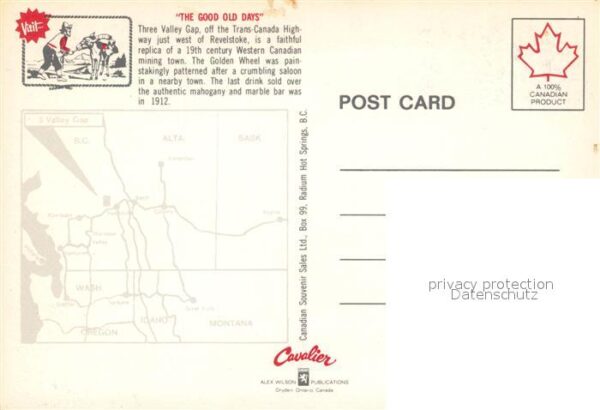 Visit...
"THE GOOD OLD DAYS"
Three Valley Gap, off the Trans-Canada High-
way just west of Revelstoke, is a faithful
replica of a 19th century Western Canadian
mining town. The Golden Wheel was pain-
stakingly patterned after a crumbling saloon
in a nearby town. The last drink sold over
the authentic mahogany and marble bar was
in 1912.
A 100%
CANADIAN
PRODUCT
POST CARD
3 Valley Gap
B.C.
ALTA.
SASK
WASH
OREGON
IDAHO
MONTANA
Canadian Souvenir Sales Ltd., Box 99, Radium Hot Springs, B.C.
privacy protection
Datenschutz
Cavalier
ALEX WILSON PUBLICATIONS
Dryden Ontario, Canada